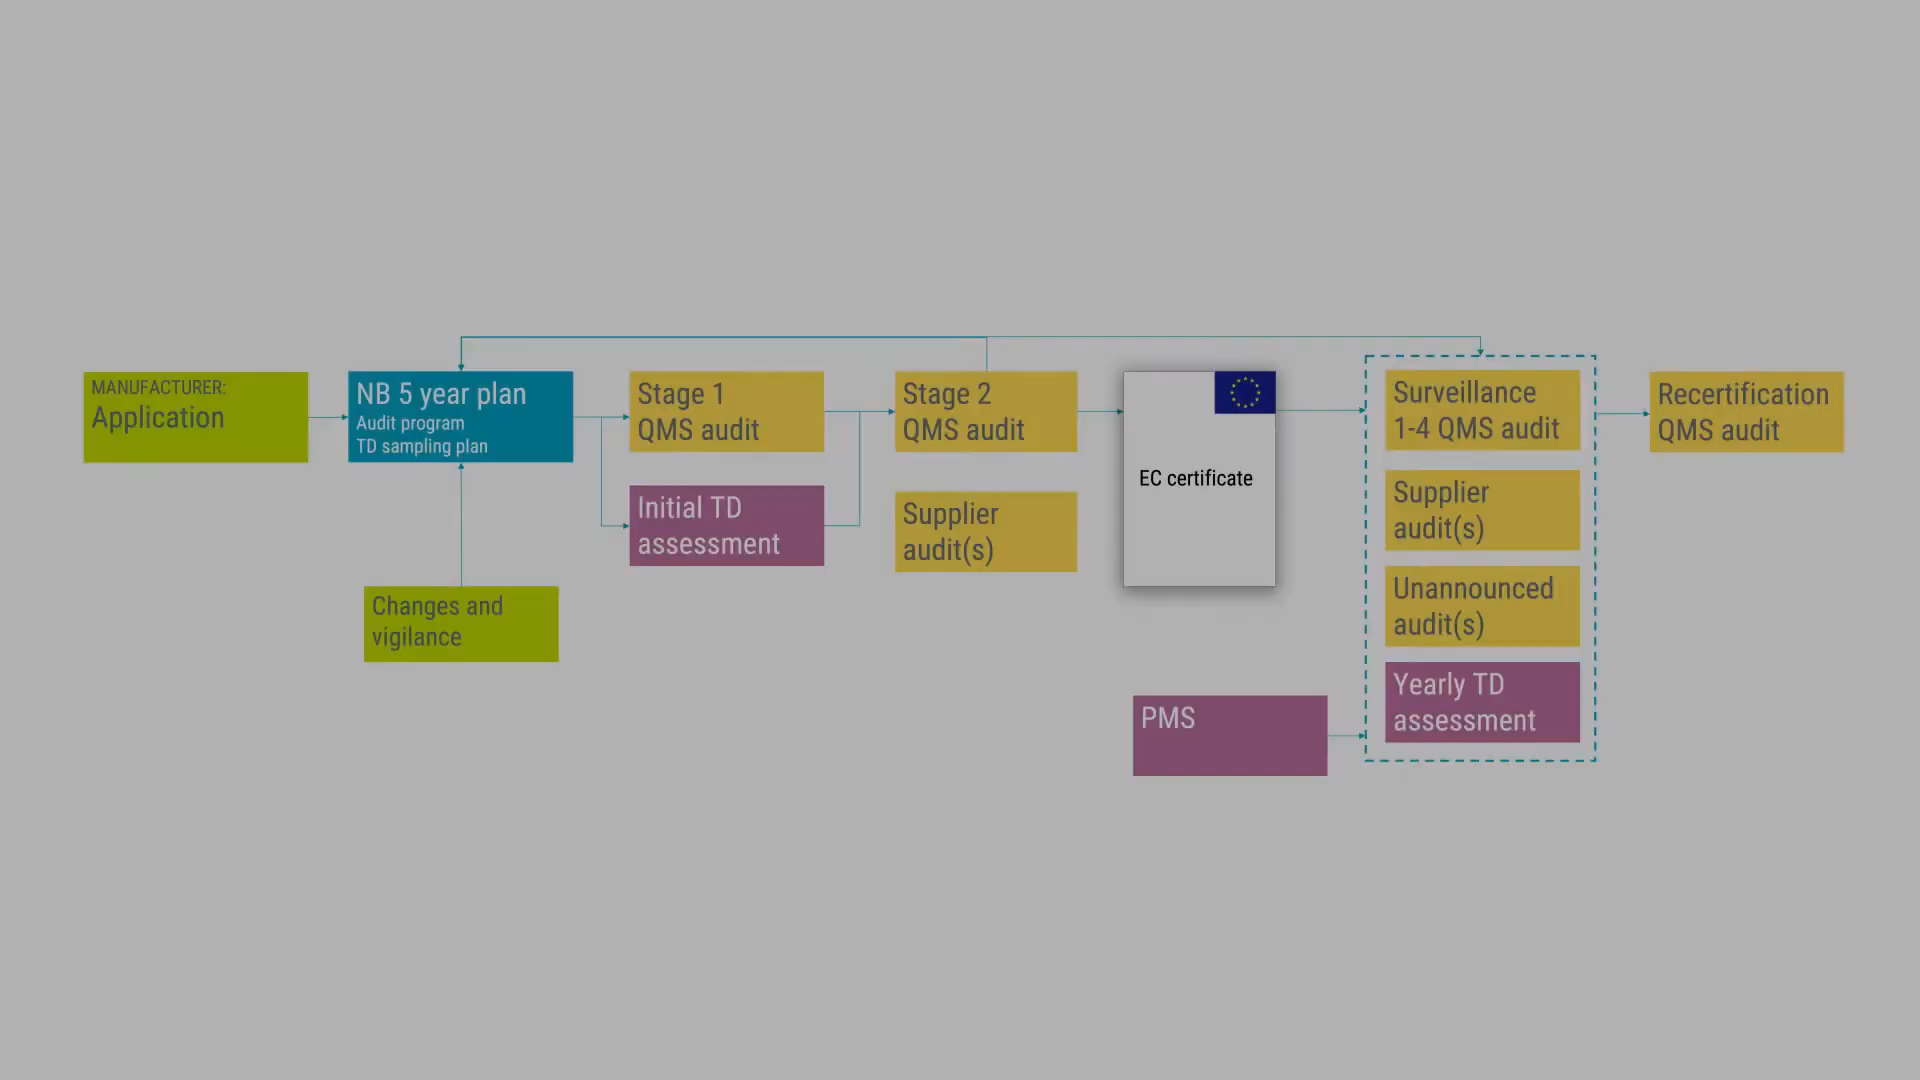 MANUFACTURER:
Application
NB 5 year plan
Audit program
TD sampling plan
Changes and
vigilance
Stage 1
QMS audit
Initial TD
assessment
Stage 2
QMS audit
Supplier
audit(s)
EC certificate
PMS
Surveillance
1-4 QMS audit
Supplier
audit(s)
Unannounced
audit(s)
Yearly TD
assessment
Recertification
QMS audit